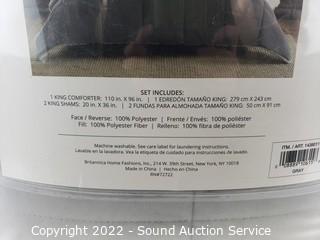 SET INCLUDES:
1 KING COMFORTER: 110 in. X 96 in. | 1 EDREDÓN TAMAÑO KING: 279 cm X 243 cm
2 KING SHAMS: 20 in. X 36 in. | 2 FUNDAS PARA ALMOHADA TAMAÑO KING: 50 cm X 91 cm
Face / Reverse: 100% Polyester | Frente / Envés: 100% poliéster
Fill: 100% Polyester Fiber | Relleno: 100% fibra de poliéster
Machine washable. See care label for laundering instructions.
Lavable en la lavadora. Vea la etiqueta de cuidado para instrucciones de lavado.
Britannica Home Fashions, Inc., 214 W. 39th Street, New York, NY 10018
Made in China | Hecho en China
RN#72722
ITM. / ART.
GRAY
Copyright 2022 - Sound Auction Service